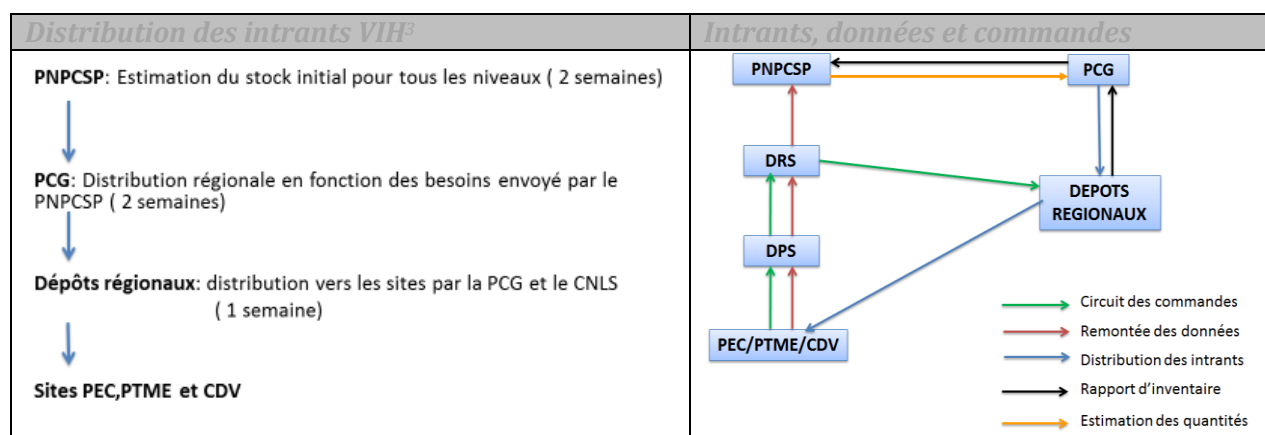 Distribution des intrants VIH³
PNPCSP: Estimation du stock initial pour tous les niveaux ( 2 semaines)
PCG: Distribution régionale en fonction des besoins envoyé par le
PNPCSP ( 2 semaines)
Dépôts régionaux: distribution vers les sites par la PCG et le CNLS
( 1 semaine)
Sites PEC,PTME et CDV
Intrants, données et commandes
PNPCSP
PCG
DRS
DEPOTS
REGIONAUX
DPS
PEC/PTME/CDV
Circuit des commandes
Remontée des données
Distribution des intrants
Rapport d'inventaire
Estimation des quantités